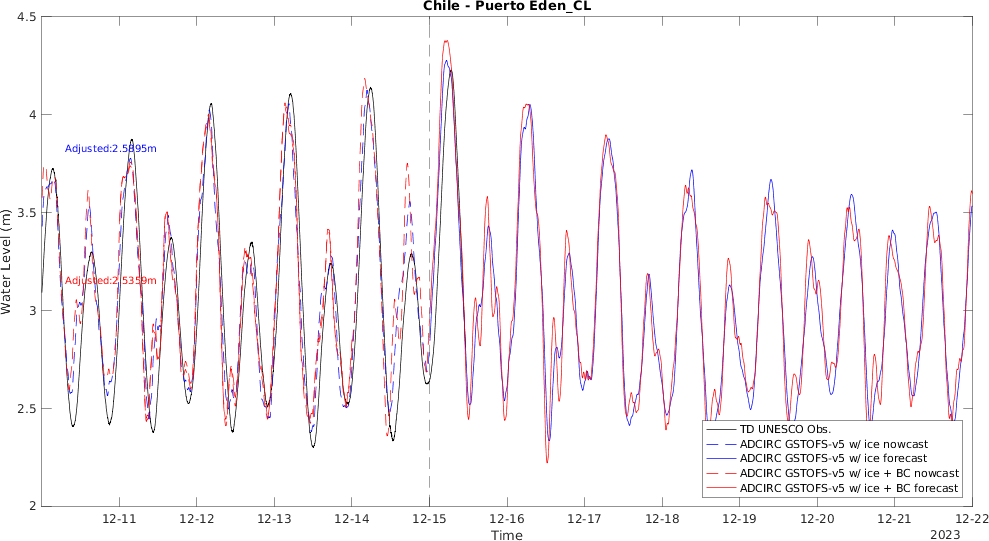 Chile - Puerto Eden_CL
4.5
4
3.5
3
2.5
2
Water Level (m)
Adjusted:2.5895m
Adjusted:2.5359m
TD UNESCO Obs.
ADCIRC GSTOFS-v5 w/ ice nowcast
ADCIRC GSTOFS-v5 w/ ice forecast
ADCIRC GSTOFS-v5 w/ ice + BC nowcast
ADCIRC GSTOFS-v5 w/ ice + BC forecast
12-11 12-12 12-13 12-14 12-15 12-16 12-17 12-18 12-19 12-20 12-21 12-22
Time
2023